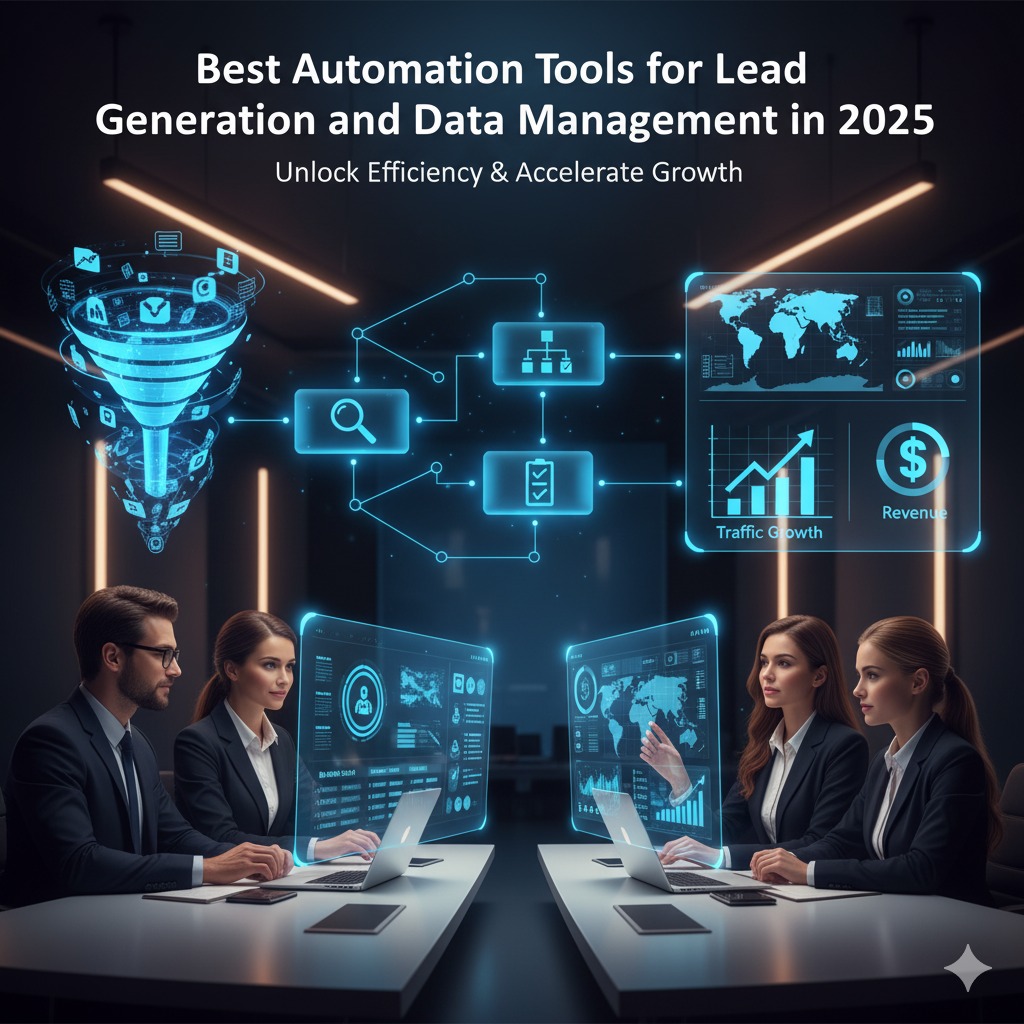 Best Automation Tools for Lead
Generation and Data Management in 2025
Unlock Efficiency & Accelerate Growth
$
Traffic Growth
Revenue